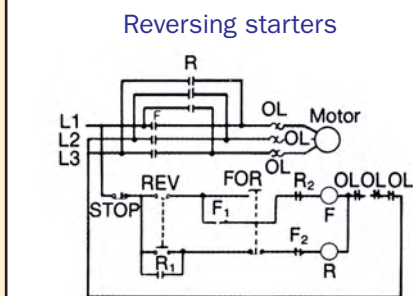 Reversing starters
R
F
L1
OL
Motor
L2
OL
L3
OL
REV
FOR
R2
OL OL OL
STOP
F1
F
F2
R1
R